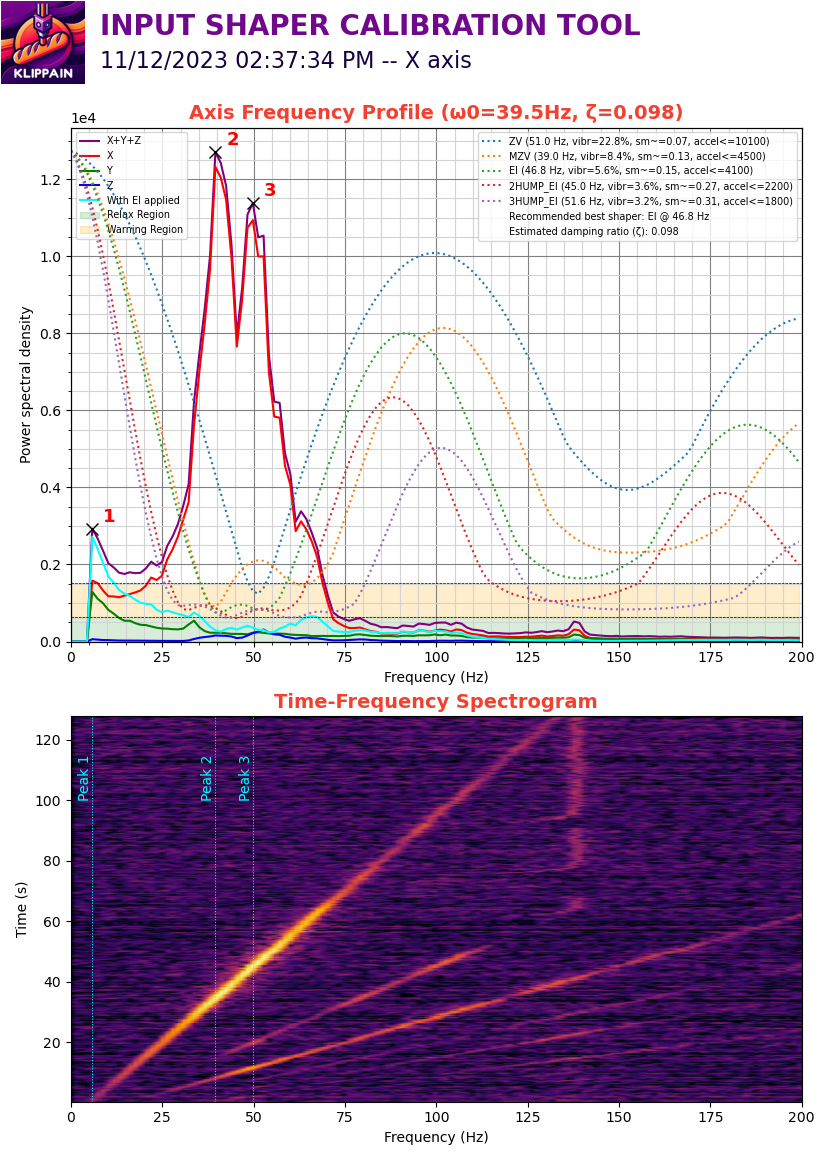 INPUT SHAPER CALIBRATION TOOL
11/12/2023 02:37:34 PM -- X axis
KLIPPAIN
Axis Frequency Profile (ω0=39.5Hz, ζ=0.098)
1e4
X+Y+Z
X
Y
Z
With EI applied
Relax Region
Warning Region
ZV (51.0 Hz, vibr=22.8%, sm~=0.07, accel<=10100)
MZV (39.0 Hz, vibr=8.4%, sm~=0.13, accel<=4500)
EI (46.8 Hz, vibr=5.6%, sm~=0.15, accel<=4100)
2HUMP_EI (45.0 Hz, vibr=3.6%, sm~=0.27, accel<=2200)
3HUMP_EI (51.6 Hz, vibr=3.2%, sm~=0.31, accel<=1800)
Recommended best shaper: EI @ 46.8 Hz
Estimated damping ratio (ζ): 0.098
2
3
1
1.2
1.0
0.8
0.6
0.4
0.2
0.0
Power spectral density
0 25 50 75 100 125 150 175 200
Frequency (Hz)
Time-Frequency Spectrogram
Peak 1
Peak 2
Peak 3
120
100
80
60
40
20
Time (s)
0 25 50 75 100 125 150 175 200
Frequency (Hz)